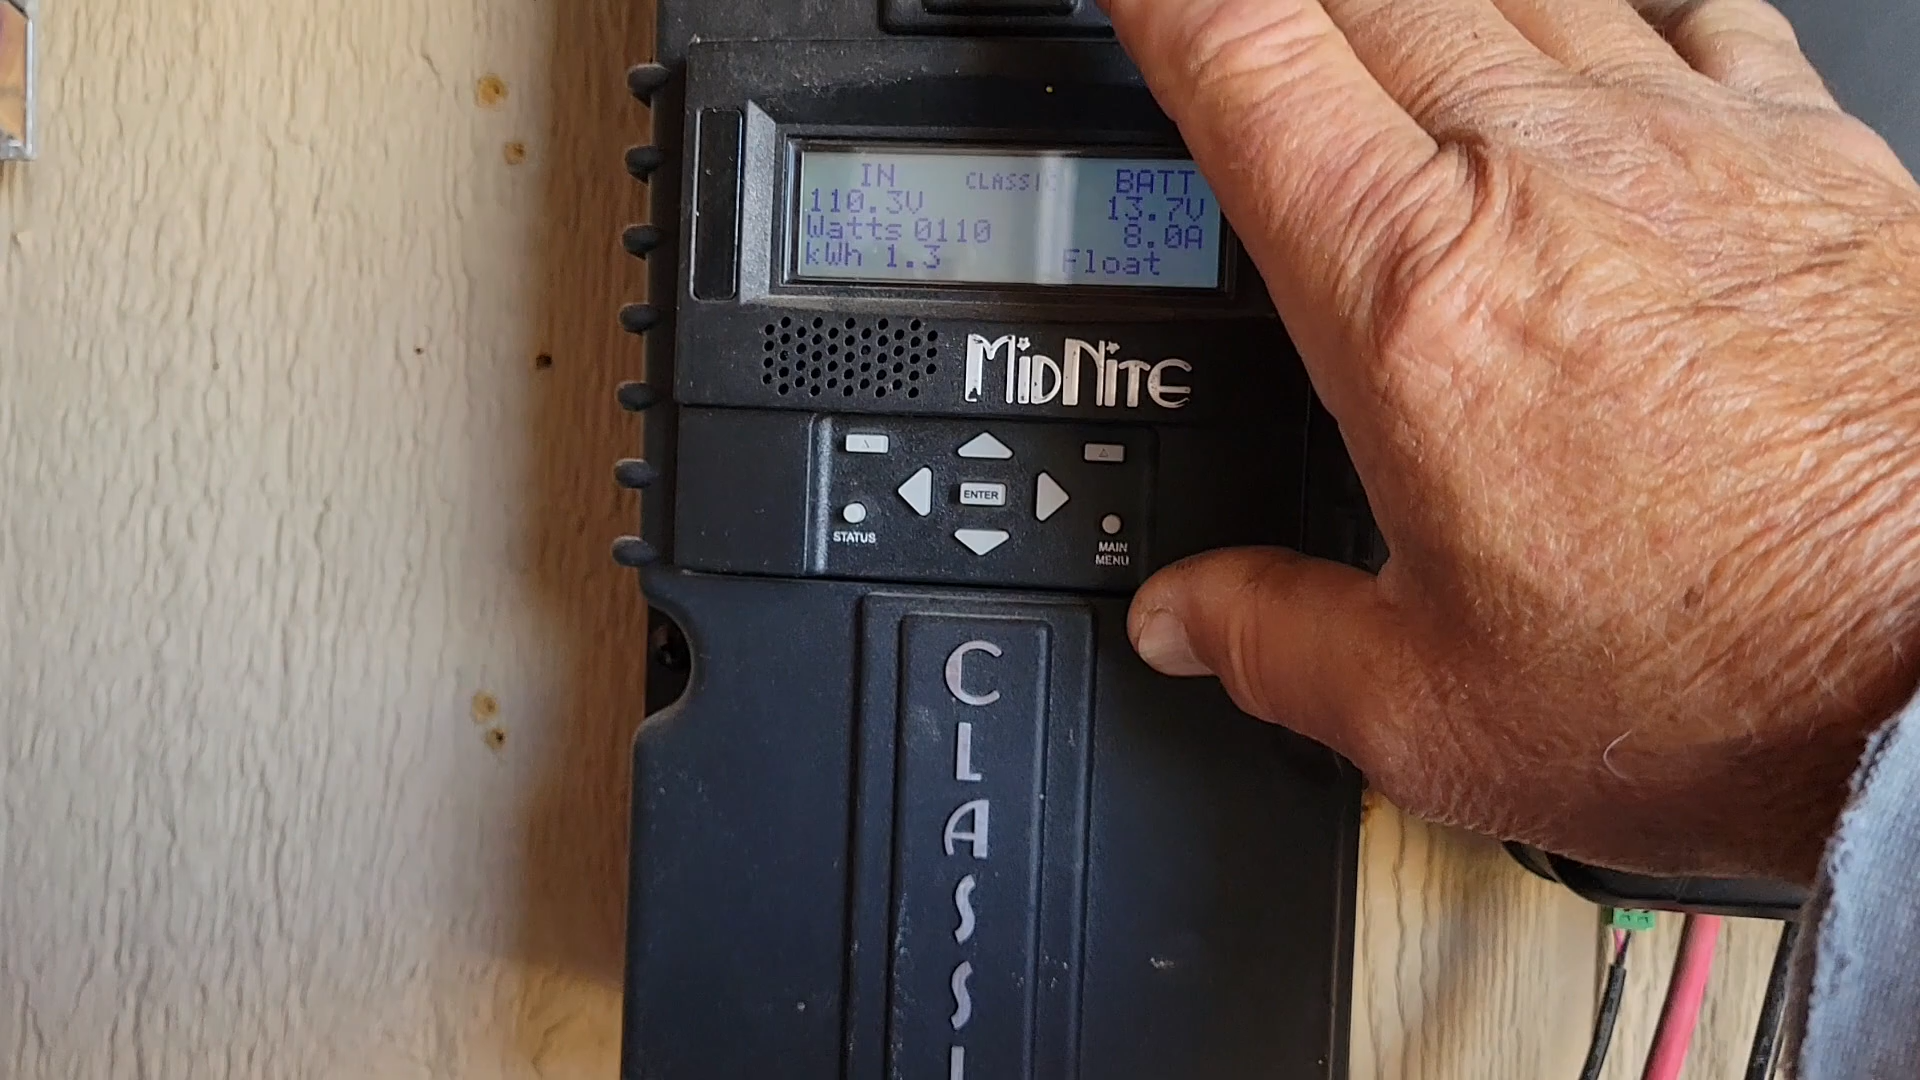 IN CLASSIC BATT
110.3V 13.7V
Watts 0110 8.0A
kWh 1.3 Float
MIDNITE
ENTER
STATUS
MAIN
MENU
CLASSI